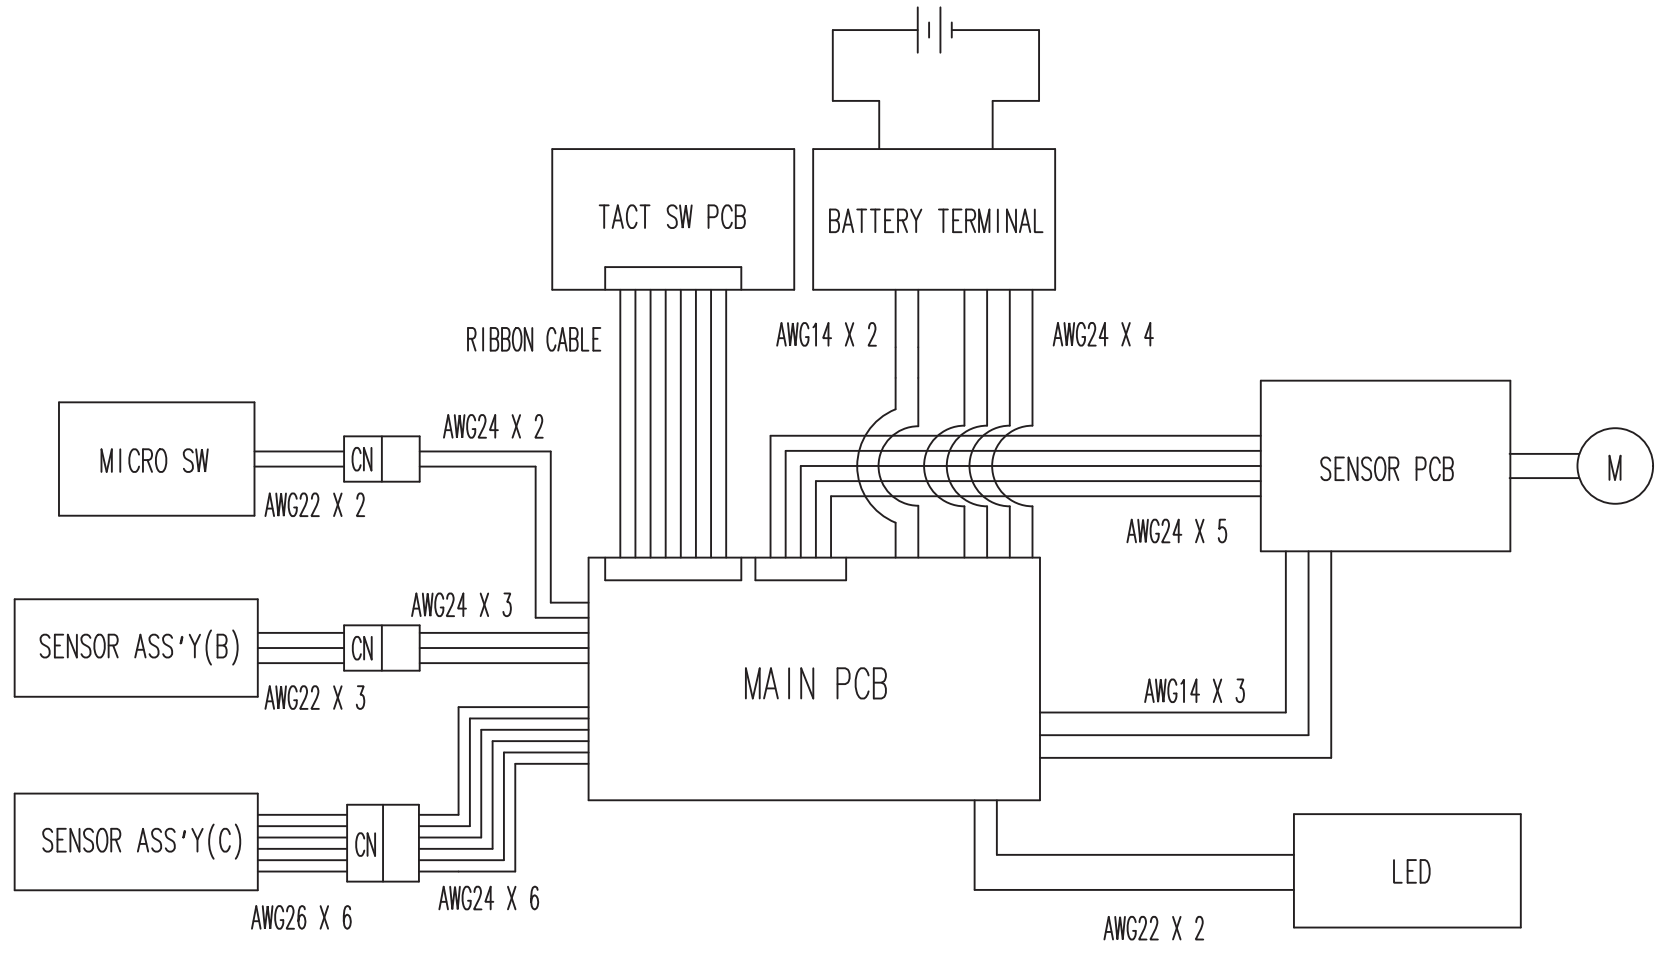 TACT SW PCB
BATTERY TERMINAL
RIBBON CABLE
AWG14 X 2
AWG24 X 4
MICRO SW
CN
AWG24 X 2
AWG22 X 2
SENSOR PCB
M
AWG24 X 5
SENSOR ASS'Y(B)
CN
AWG24 X 3
AWG22 X 3
MAIN PCB
AWG14 X 3
SENSOR ASS'Y(C)
CN
AWG24 X 6
AWG26 X 6
LED
AWG22 X 2